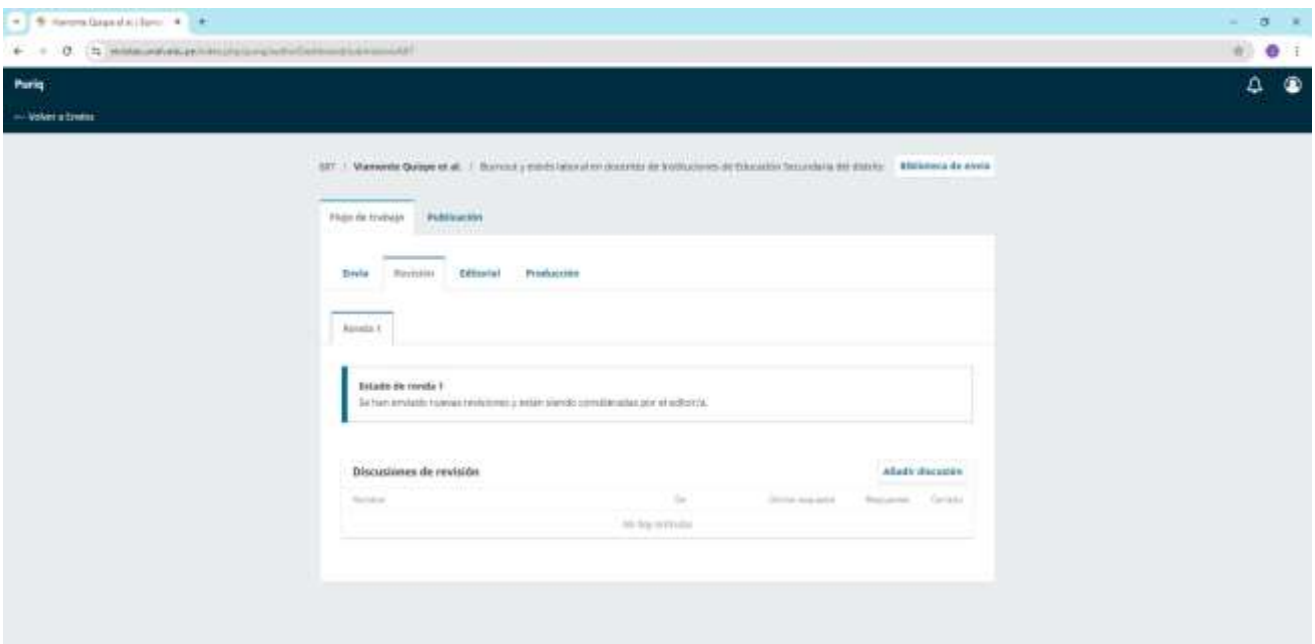 Puriq
Volver a Envíos
/ Viamonte Quispe et al. / Burnout y estrés laboral en docentes de Instituciones de Educación Secundaria del distrito
Biblioteca de envío
Flujo de trabajo
Publicación
Envío
Revisión
Editorial
Producción
Ronda 1
Estado de ronda 1
Se han enviado nuevas revisiones y están siendo consideradas por el editor/a.
Discusiones de revisión
Añadir discusión
Nombre De Última respuesta Respuestas Cerrado
No hay artículos